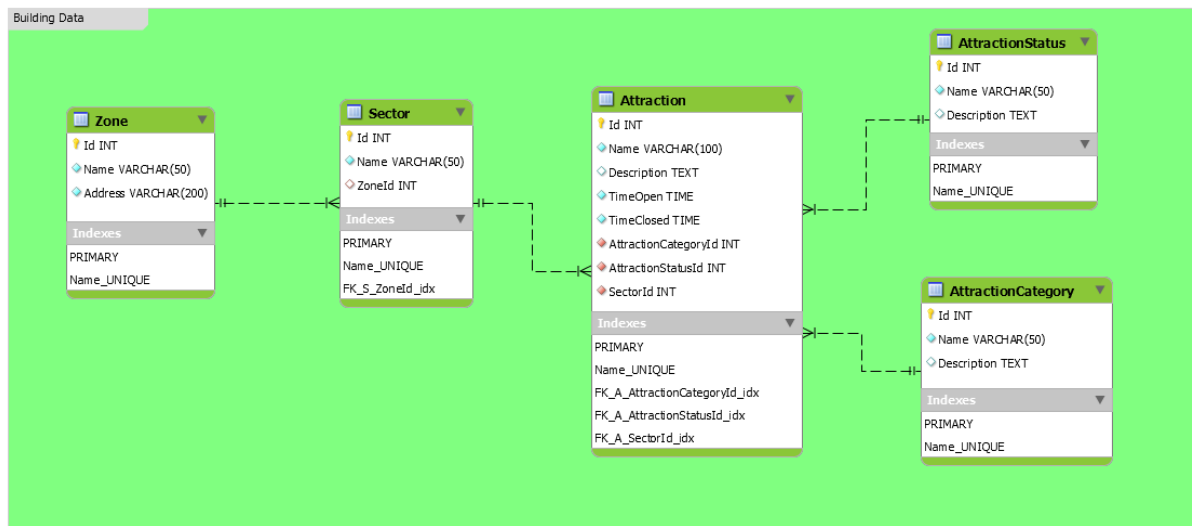 Building Data
Zone
Id INT
Name VARCHAR(50)
Address VARCHAR(200)
Indexes
PRIMARY
Name_UNIQUE
Sector
Id INT
Name VARCHAR(50)
ZoneId INT
Indexes
PRIMARY
Name_UNIQUE
FK_S_ZoneId_idx
Attraction
Id INT
Name VARCHAR(100)
Description TEXT
TimeOpen TIME
TimeClosed TIME
AttractionCategoryId INT
AttractionStatusId INT
SectorId INT
Indexes
PRIMARY
Name_UNIQUE
FK_A_AttractionCategoryId_idx
FK_A_AttractionStatusId_idx
FK_A_SectorId_idx
AttractionStatus
Id INT
Name VARCHAR(50)
Description TEXT
Indexes
PRIMARY
Name_UNIQUE
AttractionCategory
Id INT
Name VARCHAR(50)
Description TEXT
Indexes
PRIMARY
Name_UNIQUE